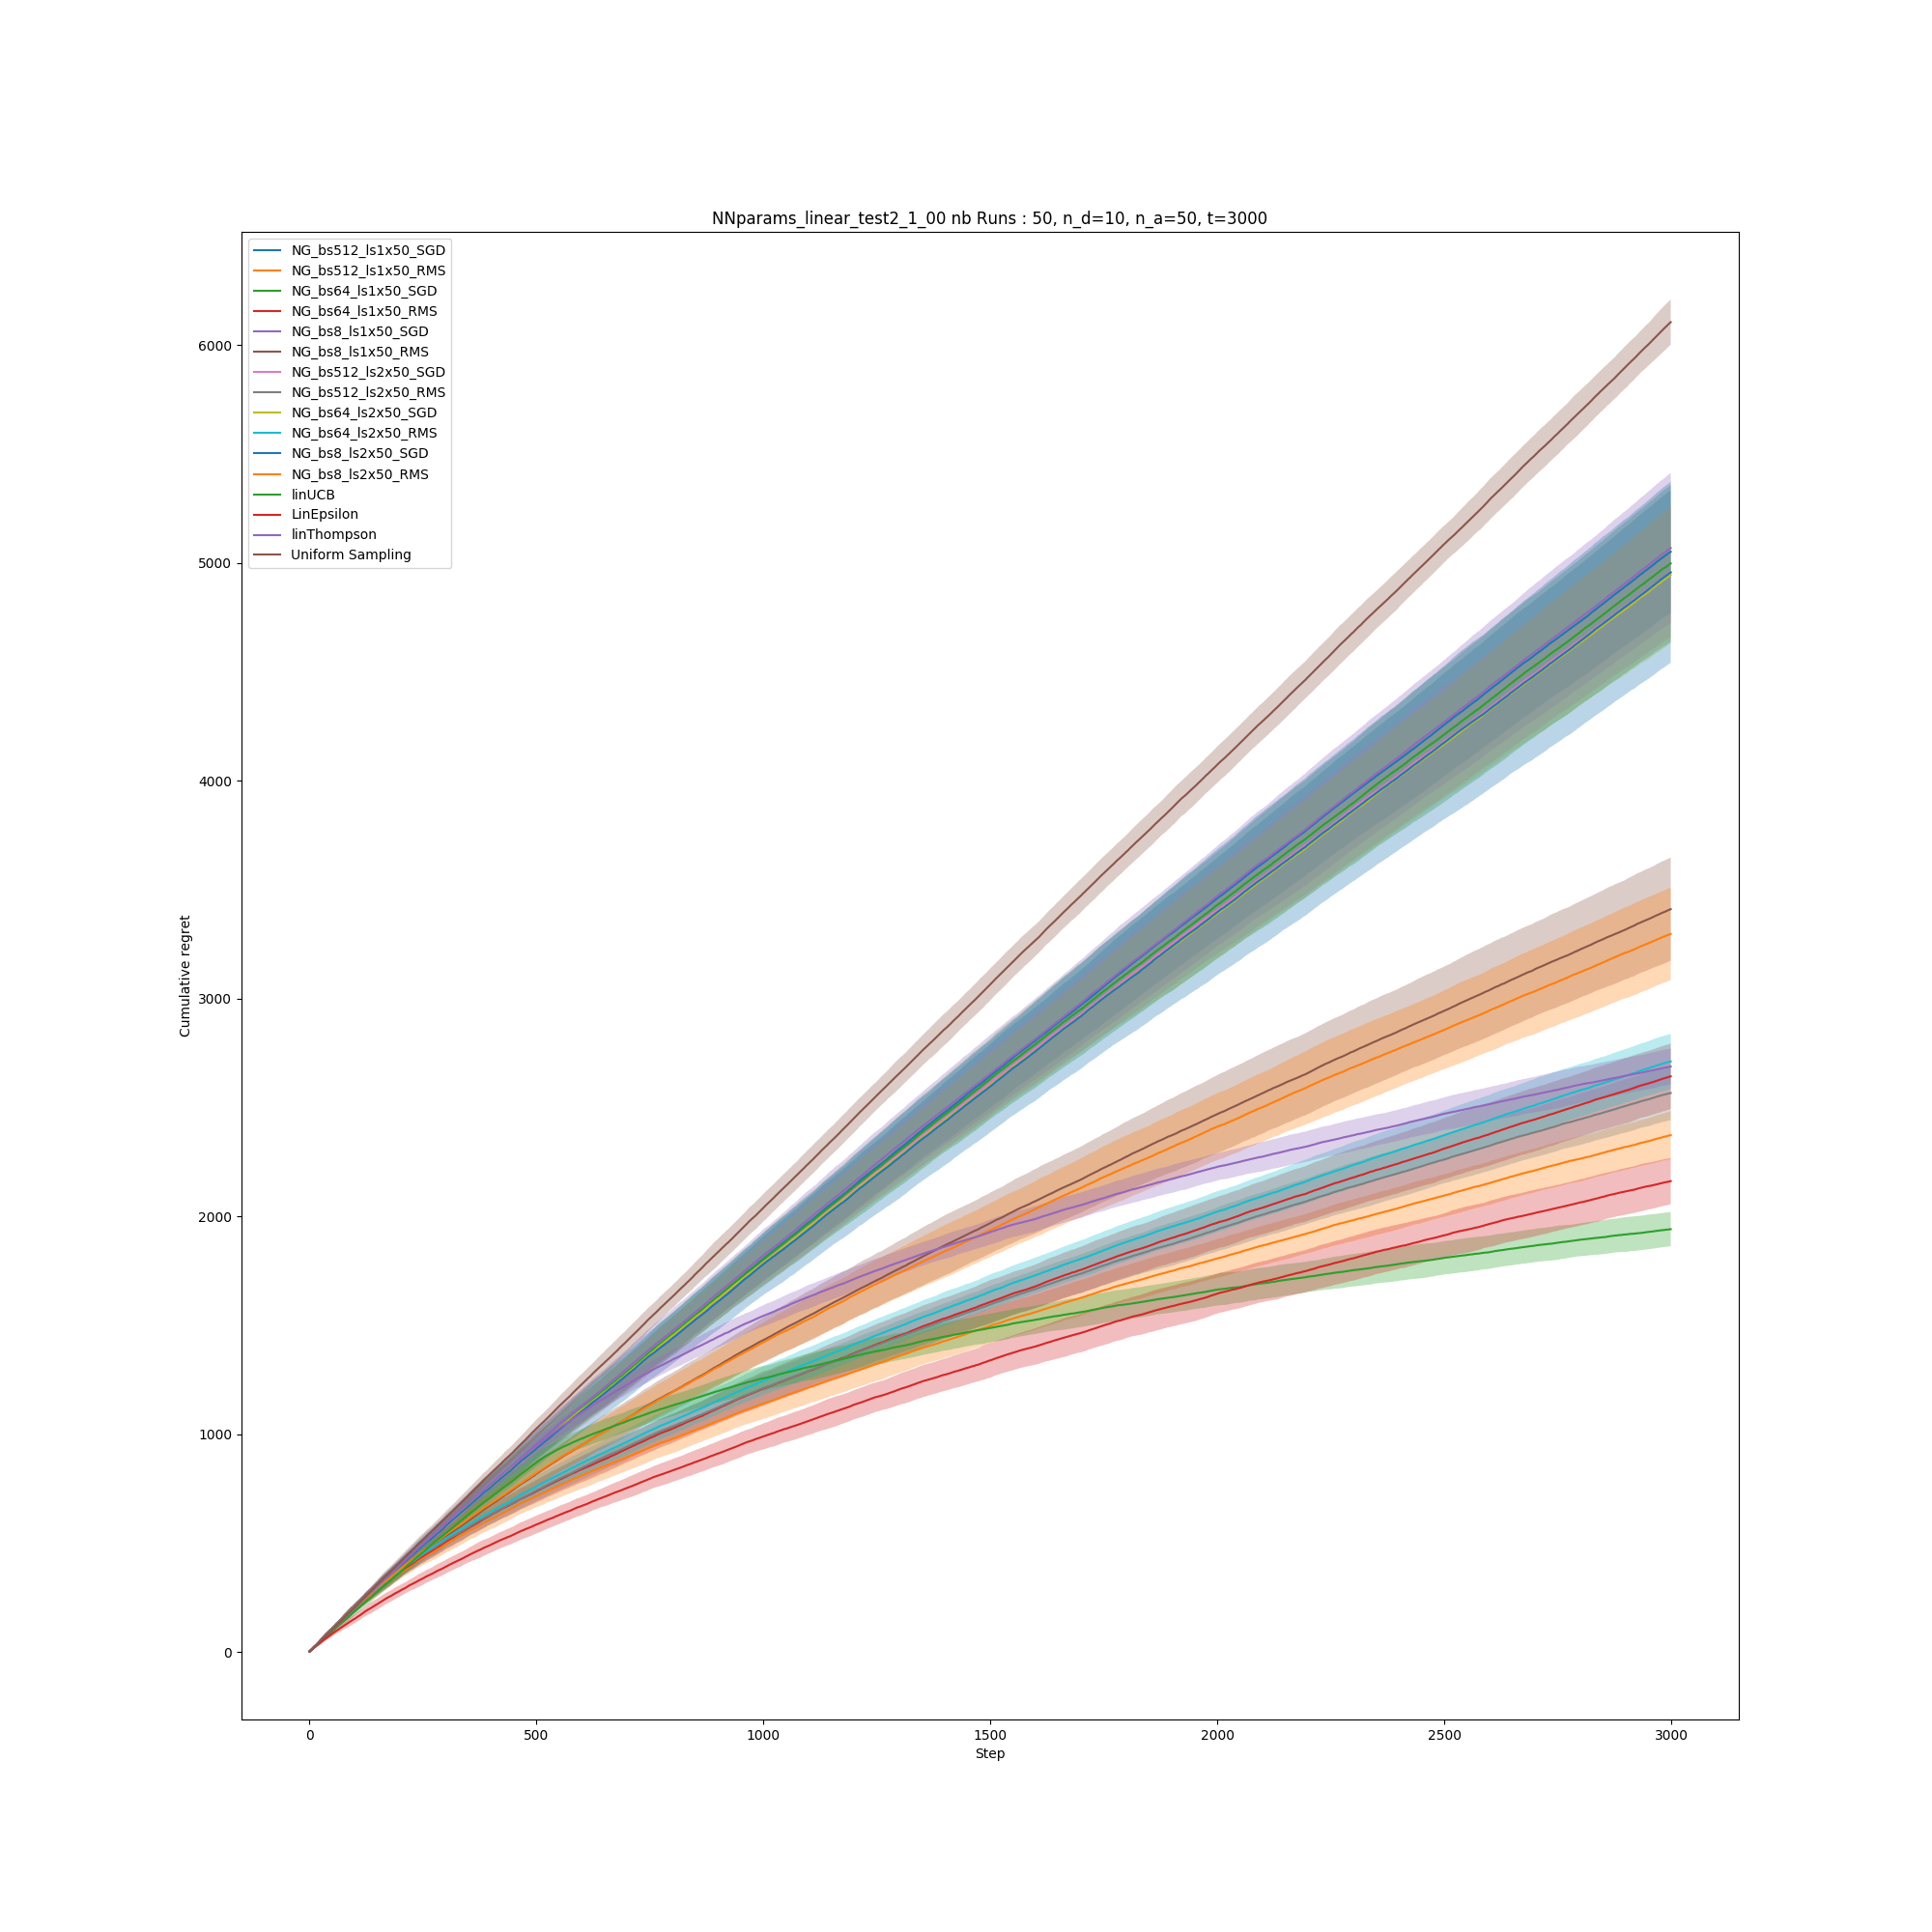 NNparams_linear_test2_1_00 nb Runs : 50, n_d=10, n_a=50, t=3000
NG_bs512_ls1x50_SGD
NG_bs512_ls1x50_RMS
NG_bs64_ls1x50_SGD
NG_bs64_ls1x50_RMS
NG_bs8_ls1x50_SGD
NG_bs8_ls1x50_RMS
NG_bs512_ls2x50_SGD
NG_bs512_ls2x50_RMS
NG_bs64_ls2x50_SGD
NG_bs64_ls2x50_RMS
NG_bs8_ls2x50_SGD
NG_bs8_ls2x50_RMS
linUCB
LinEpsilon
linThompson
Uniform Sampling
6000
5000
4000
3000
2000
1000
0
Cumulative regret
0 500 1000 1500 2000 2500 3000
Step